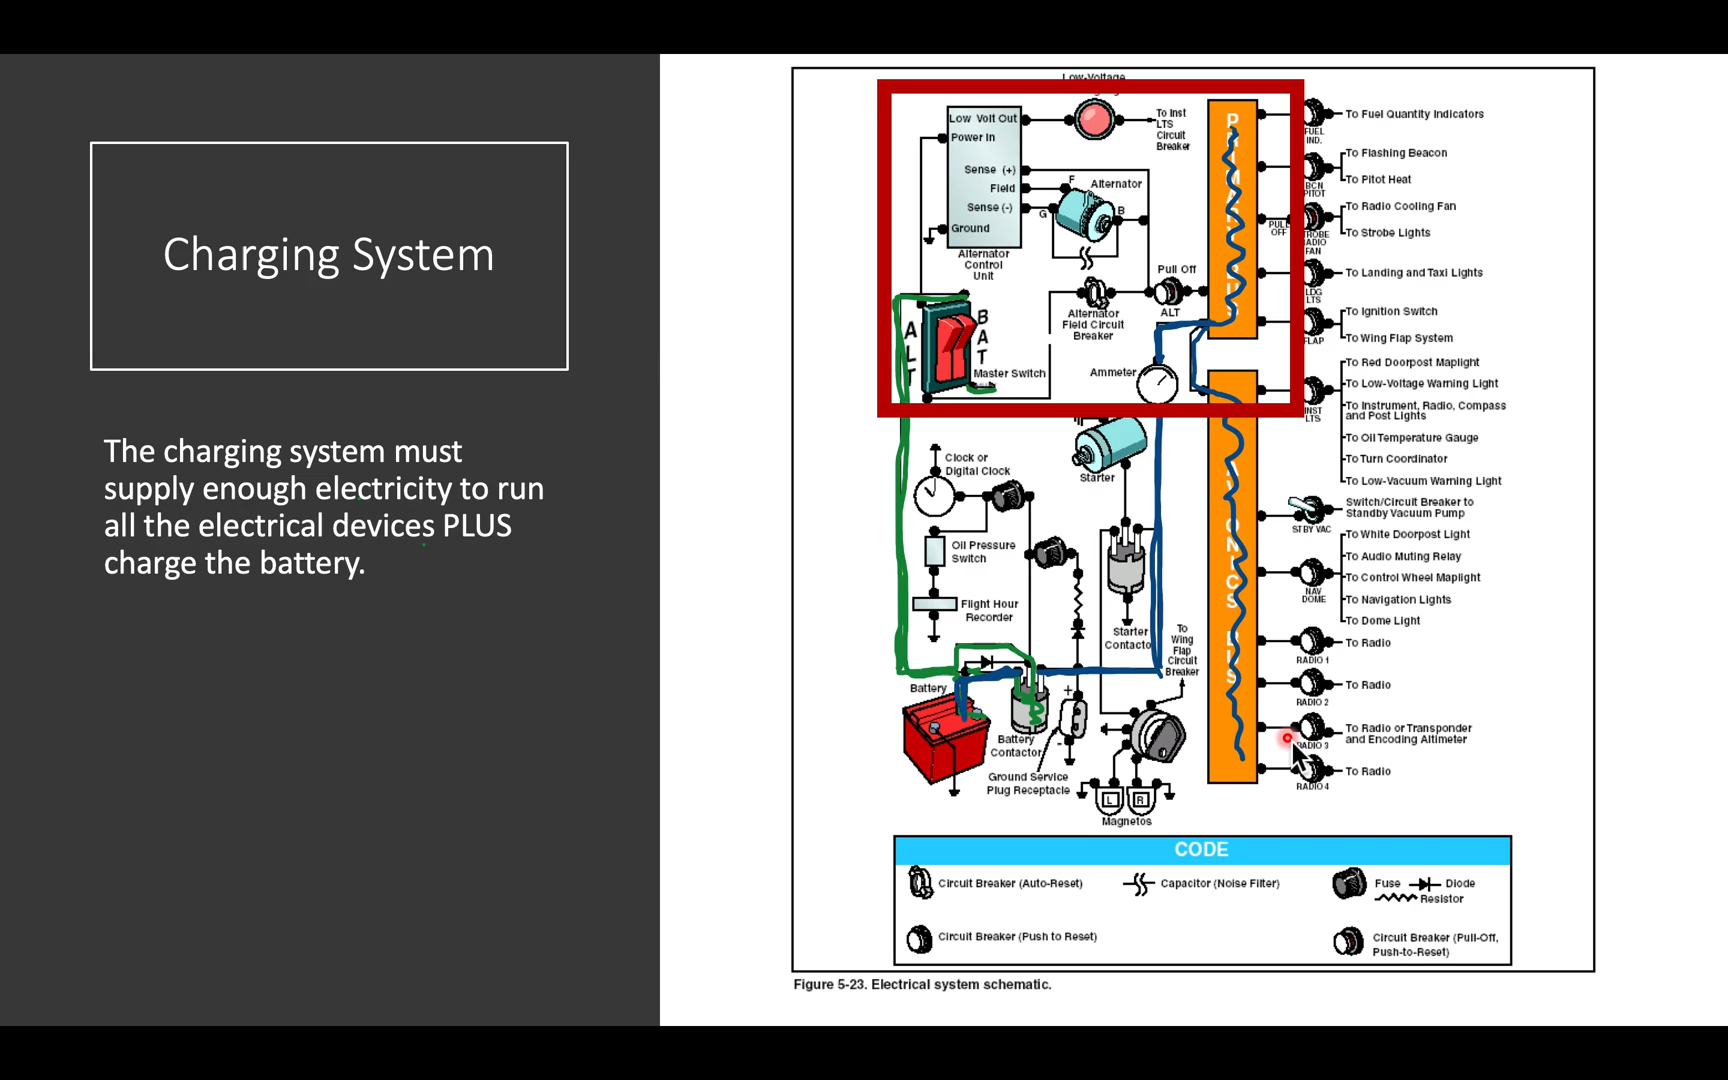 Charging System
The charging system must
supply enough electricity to run
all the electrical devices PLUS
charge the battery.
Low-Voltage
Low Volt Out
Power In
Sense (+)
Field
Sense (-)
Ground
Alternator
Control
Unit
To Inst
LTS
Circuit
Breaker
F
Alternator
G
B
Pull Off
ALT
Alternator
Field Circuit
Breaker
ALT
BAT
Master Switch
Ammeter
PULL
OFF
FUEL
IND.
To Fuel Quantity Indicators
BCN
PITOT
To Flashing Beacon
To Pitot Heat
STROBE
RADIO
FAN
To Radio Cooling Fan
To Strobe Lights
LDG
LTS
To Landing and Taxi Lights
FLAP
To Ignition Switch
To Wing Flap System
INST
LTS
To Red Doorpost Maplight
To Low-Voltage Warning Light
To Instrument, Radio, Compass
and Post Lights
To Oil Temperature Gauge
To Turn Coordinator
To Low-Vacuum Warning Light
Switch/Circuit Breaker to
Standby Vacuum Pump
STBY VAC
To White Doorpost Light
To Audio Muting Relay
To Control Wheel Maplight
To Navigation Lights
To Dome Light
NAV
DOME
To Radio
RADIO 1
To Radio
RADIO 2
To Radio or Transponder
and Encoding Altimeter
RADIO 3
To Radio
RADIO 4
Starter
Clock or
Digital Clock
Oil Pressure
Switch
Flight Hour
Recorder
Starter
Contacto
To
Wing
Flap
Circuit
Breaker
Battery
+
-
Battery
Contactor
Ground Service
Plug Receptacle
L
R
Magnetos
CODE
Circuit Breaker (Auto-Reset)
Capacitor (Noise Filter)
Fuse
Diode
Resistor
Circuit Breaker (Push to Reset)
Circuit Breaker (Pull-Off,
Push-to-Reset)
Figure 5-23. Electrical system schematic.